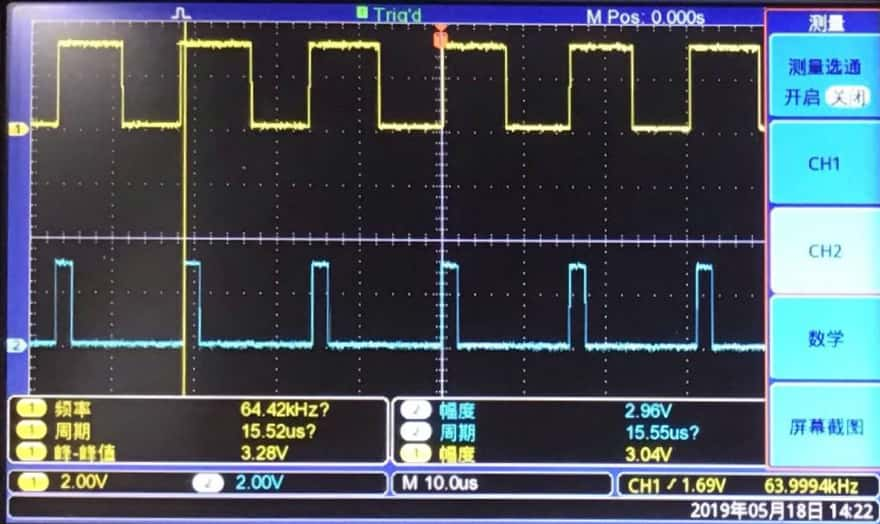 Trig'd
M Pos: 0.000s
测量
测量选通
开启 关闭
CH1
CH2
数学
屏幕截图
1
2
1 频率 64.42kHz?
1 周期 15.52us?
1 峰-峰值 3.28V
2 幅度 2.96V
2 周期 15.55us?
1 幅度 3.04V
1 2.00V
2 2.00V
M 10.0us
CH1 / 1.69V 63.9994kHz
2019年05月18日 14:22